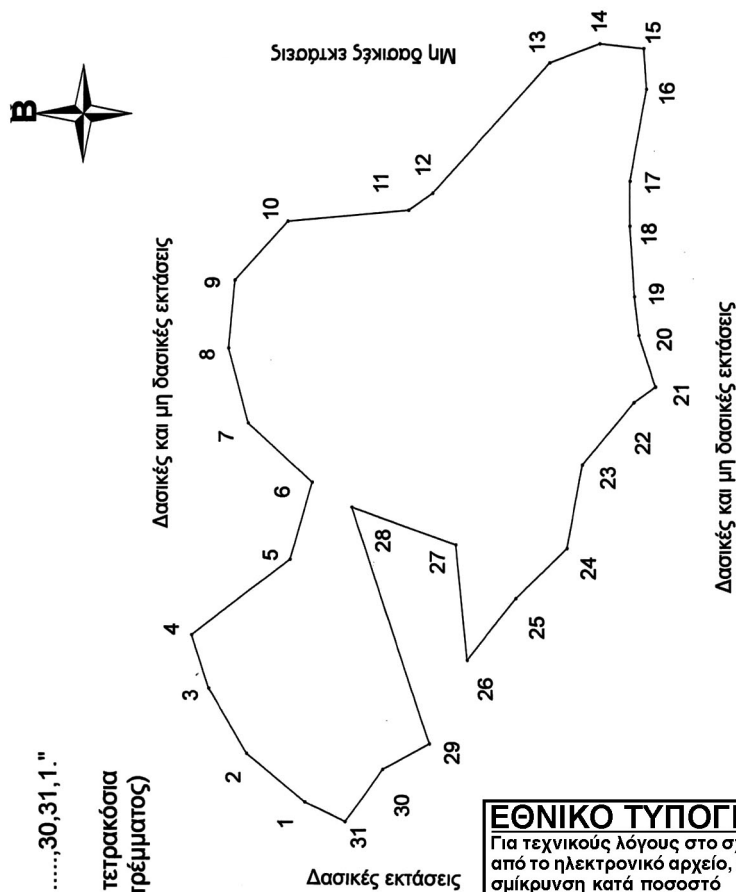 B
.....,30,31,1."
τετρακόσια
τρέμματος)
Δασικές και μη δασικές εκτάσεις
Μη δασικές εκτάσεις
Δασικές εκτάσεις
Δασικές και μη δασικές εκτάσεις
1
2
3
4
5
6
7
8
9
10
11
12
13
14
15
16
17
18
19
20
21
22
23
24
25
26
27
28
29
30
31
ΕΘΝΙΚΟ
Για τεχνικούς λόγους στο
από το ηλεκτρονικό αρχείο,
σμίκρυνση κατά ποσοστό